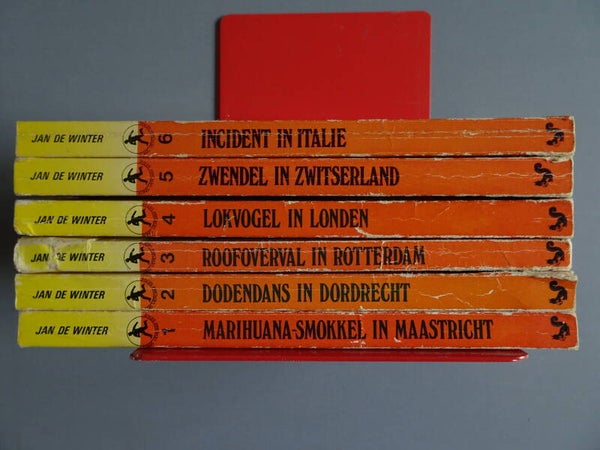 JAN DE WINTER 6 INCIDENT IN ITALIE
JAN DE WINTER 5 ZWENDEL IN ZWITSERLAND
JAN DE WINTER 4 LOKVOGEL IN LONDEN
JAN DE WINTER 3 ROOFOVERVAL IN ROTTERDAM
JAN DE WINTER 2 DODENDANS IN DORDRECHT
JAN DE WINTER 1 MARIHUANA-SMOKKEL IN MAASTRICHT